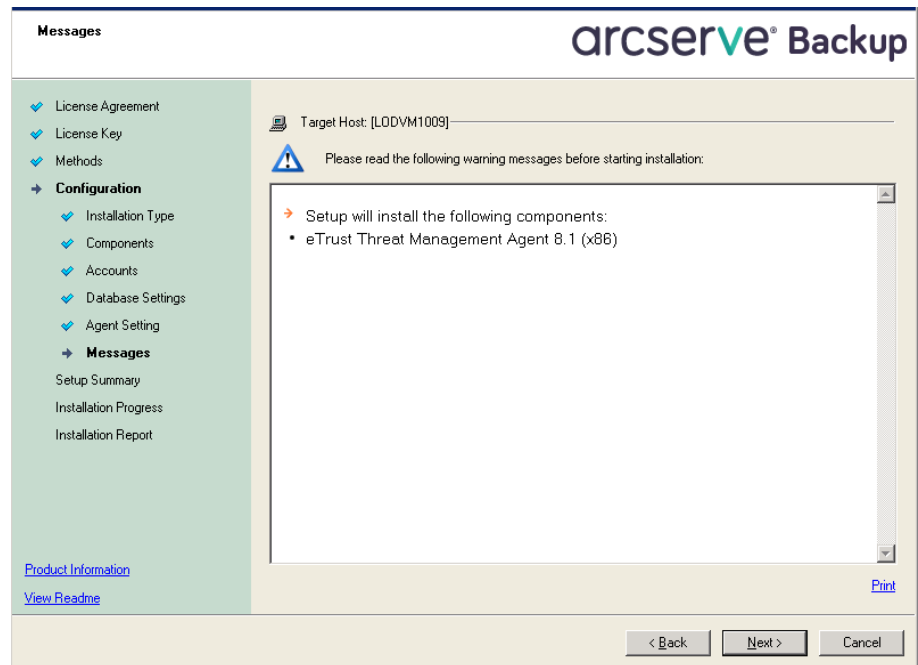 Messages
arcserve® Backup
License Agreement
License Key
Methods
Configuration
Installation Type
Components
Accounts
Database Settings
Agent Setting
Messages
Setup Summary
Installation Progress
Installation Report
Product Information
View Readme
Target Host: [LODVM1009]
Please read the following warning messages before starting installation:
Setup will install the following components:
• eTrust Threat Management Agent 8.1 (x86)
Print
< Back
Next >
Cancel